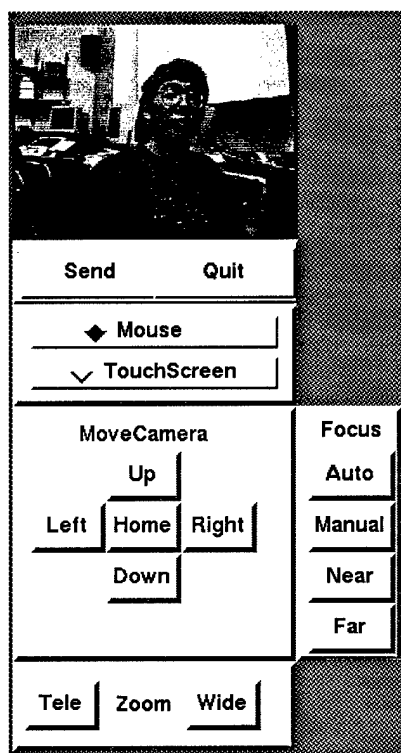 Send Quit
Mouse
TouchScreen
MoveCamera
Up
Left Home Right
Down
Focus
Auto
Manual
Near
Far
Tele Zoom Wide